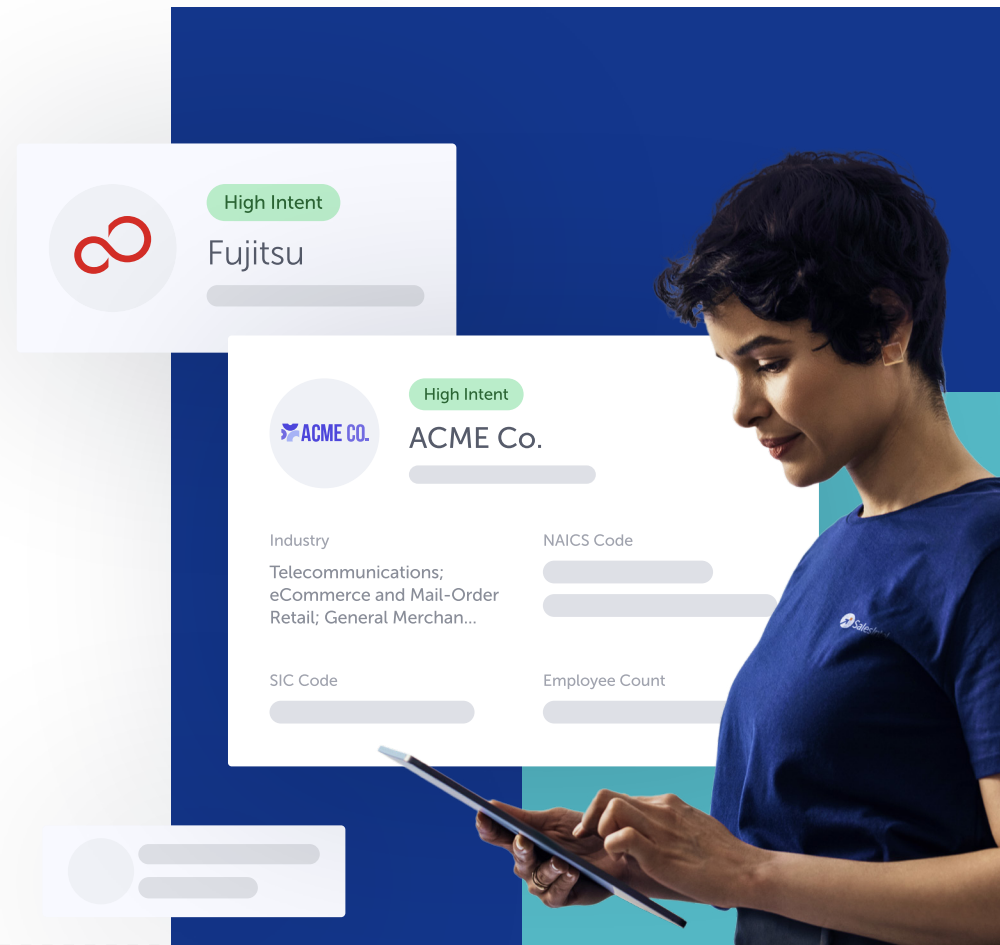 High Intent
Fujitsu
High Intent
ACME CO.
ACME Co.
Industry
NAICS Code
Telecommunications;
eCommerce and Mail-Order
Retail; General Merchan...
SIC Code
Employee Count